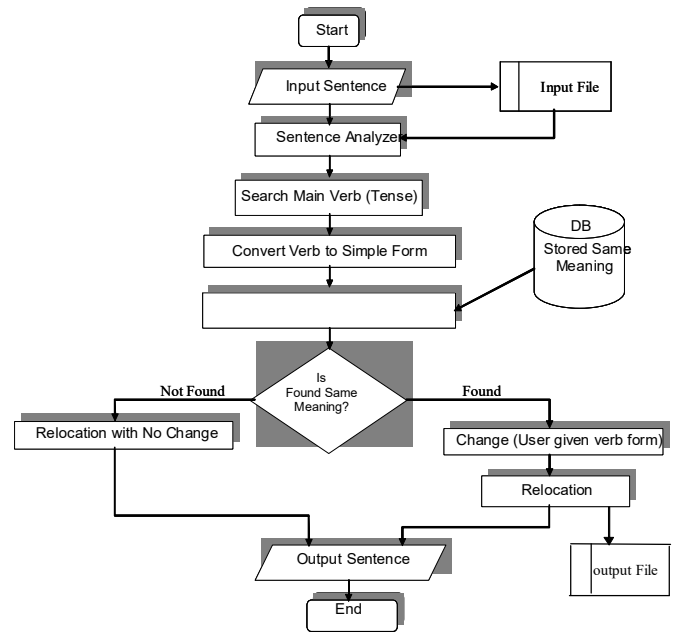 Start
Input Sentence
Input File
Sentence Analyzer
Search Main Verb (Tense)
DB
Stored Same
Meaning
Convert Verb to Simple Form
Is
Found Same
Meaning?
Not Found
Found
Relocation with No Change
Change (User given verb form)
Relocation
Output Sentence
output File
End